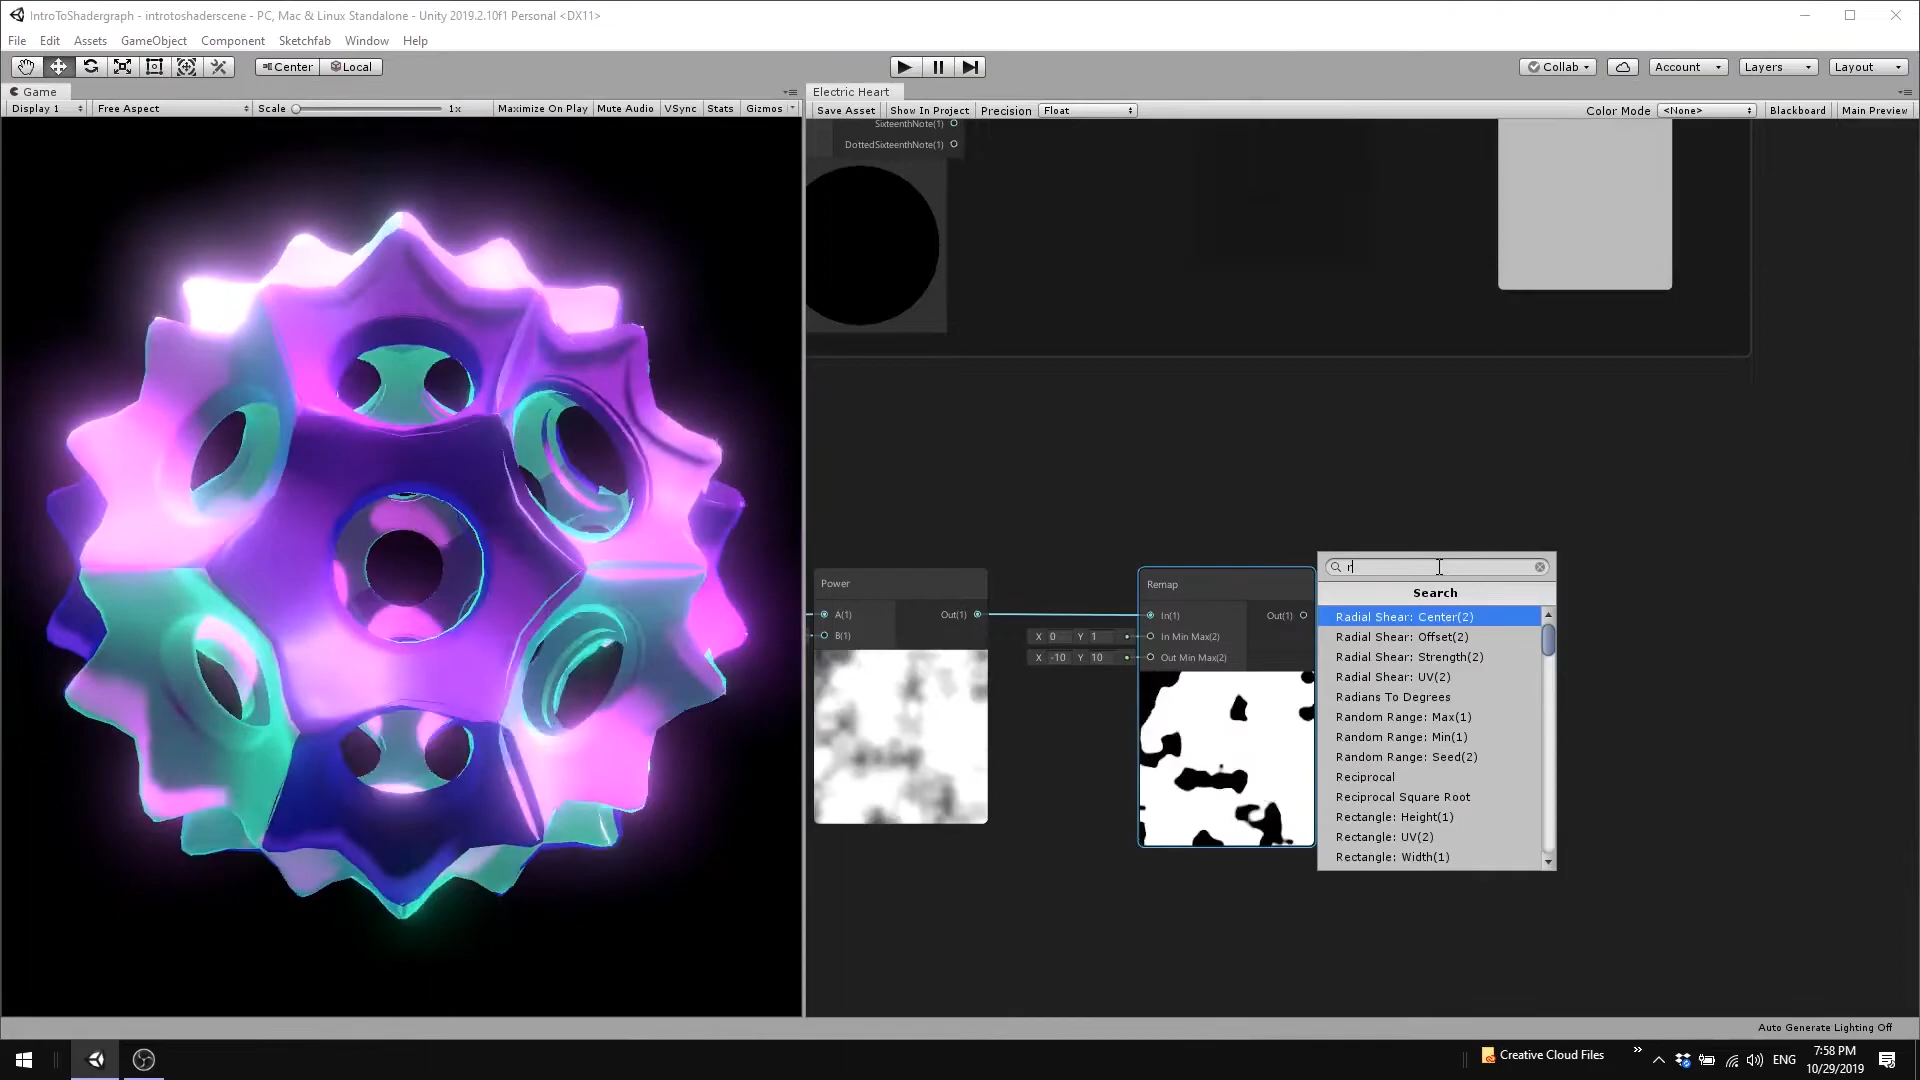 IntroToShadergraph - introtoshaderscene - PC, Mac & Linux Standalone - Unity 2019.2.10f1 Personal <DX11>
File Edit Assets GameObject Component Sketchfab Window Help
Center Local Collab Account Layers Layout
Game
Display 1 Free Aspect Scale 1x Maximize On Play Mute Audio VSync Stats Gizmos
Electric Heart
Save Asset Show In Project Precision Float Color Mode <None> Blackboard Main Preview
SixteenthNote(1)
DottedSixteenthNote(1)
Power
A(1) Out(1)
B(1)
Remap
In(1) Out(1)
X 0 Y 1 In Min Max(2)
X -10 Y 10 Out Min Max(2)
r
Search
Radial Shear: Center(2)
Radial Shear: Offset(2)
Radial Shear: Strength(2)
Radial Shear: UV(2)
Radians To Degrees
Random Range: Max(1)
Random Range: Min(1)
Random Range: Seed(2)
Reciprocal
Reciprocal Square Root
Rectangle: Height(1)
Rectangle: UV(2)
Rectangle: Width(1)
Auto Generate Lighting Off
Creative Cloud Files
ENG
7:58 PM
10/29/2019